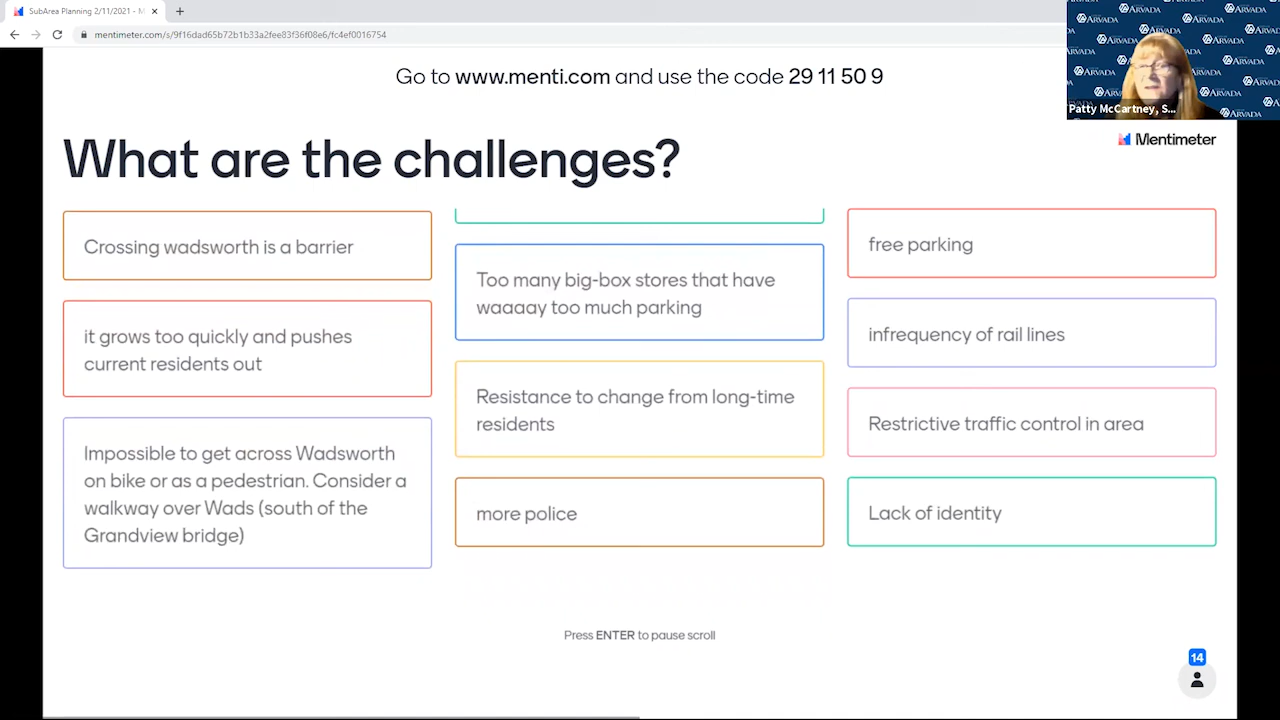 SubArea Planning 2/11/2021 - M
mentimeter.com/s/9f16dad65b72b1b33a2fee83f36f08e6/fc4ef0016754
Go to www.menti.com and use the code 29 11 50 9
ARVADA
Patty McCartney, S...
Mentimeter
What are the challenges?
Crossing wadsworth is a barrier
it grows too quickly and pushes
current residents out
Impossible to get across Wadsworth
on bike or as a pedestrian. Consider a
walkway over Wads (south of the
Grandview bridge)
Too many big-box stores that have
waaaay too much parking
Resistance to change from long-time
residents
more police
free parking
infrequency of rail lines
Restrictive traffic control in area
Lack of identity
Press ENTER to pause scroll
14